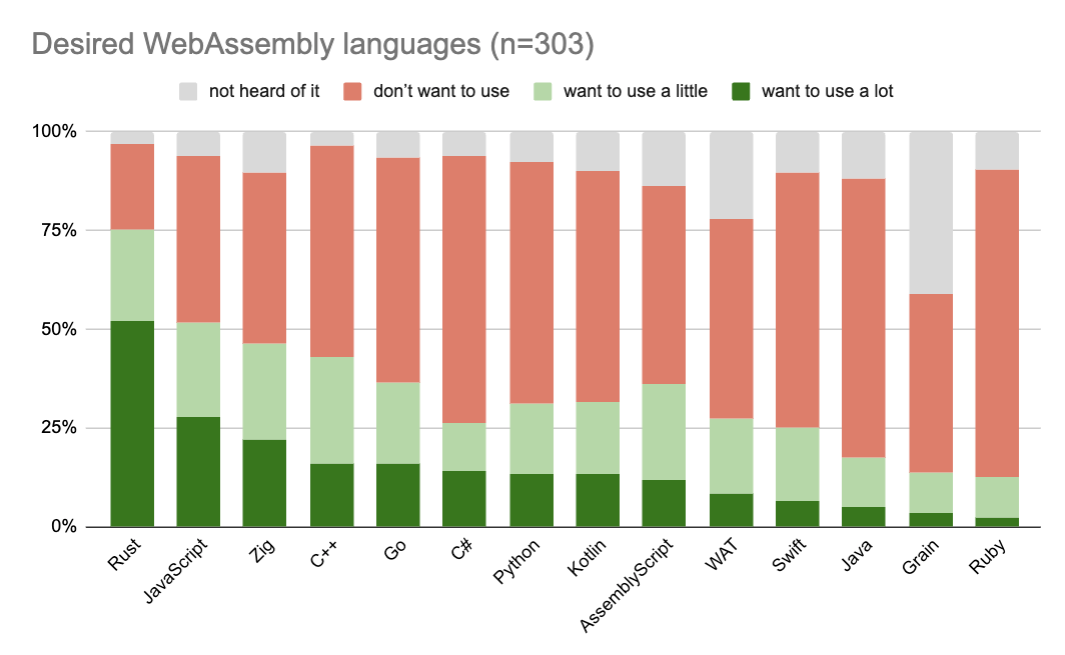 Desired WebAssembly languages (n=303)
not heard of it don't want to use want to use a little want to use a lot
100%
75%
50%
25%
0%
Rust JavaScript Zig C++ Go C# Python Kotlin AssemblyScript WAT Swift Java Grain Ruby